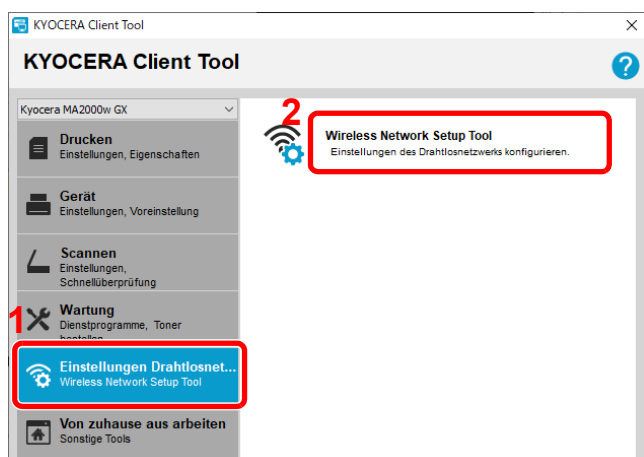 KYOCERA Client Tool
KYOCERA Client Tool
?
Kyocera MA2000w GX
Drucken
Einstellungen, Eigenschaften
Gerät
Einstellungen, Voreinstellung
Scannen
Einstellungen,
Schnellüberprüfung
1
Wartung
Dienstprogramme, Toner
bestellen
Einstellungen Drahtlosnet...
Wireless Network Setup Tool
Von zuhause aus arbeiten
Sonstige Tools
2
Wireless Network Setup Tool
Einstellungen des Drahtlosnetzwerks konfigurieren.